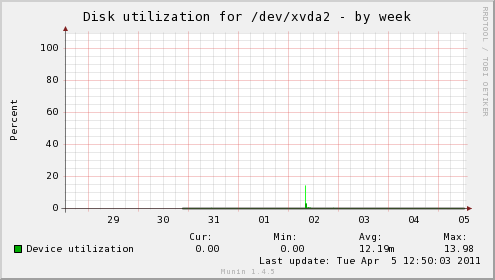 Disk utilization for /dev/xvda2 - by week
RRDTOOL / TOBI OETIKER
Percent
100
80
60
40
20
0
29 30 31 01 02 03 04 05
Cur: Min: Avg: Max:
Device utilization 0.00 0.00 12.19m 13.98
Last update: Tue Apr 5 12:50:03 2011
Munin 1.4.5